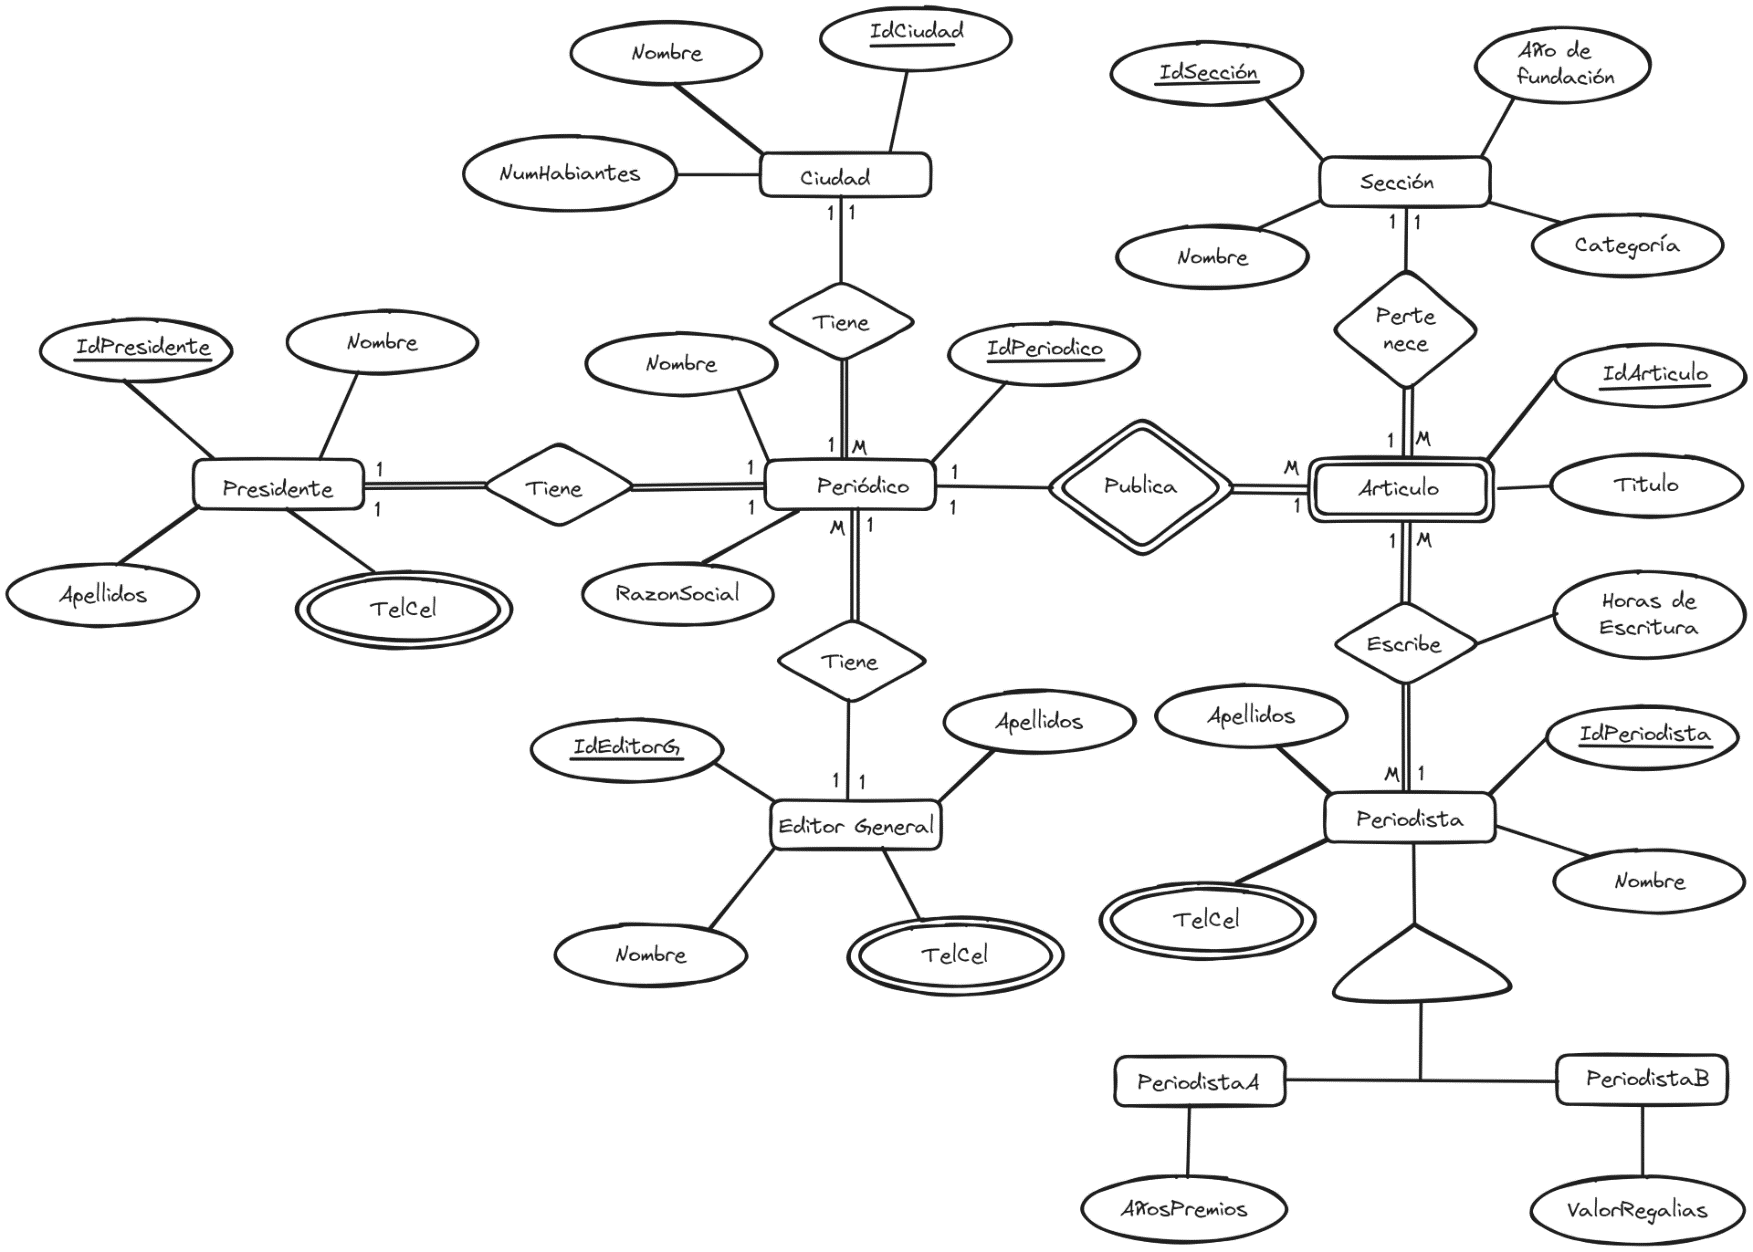 Nombre
IdCiudad
NumHabiantes
Ciudad
1 1
IdSección
Año de
fundación
Sección
Nombre
Categoría
1 1
Tiene
Perte
nece
IdPresidente
Nombre
Nombre
IdPeriodico
IdArticulo
1 M
1 M
Presidente
1
1
Tiene
1
1
Periódico
1
1
Publica
M
1
Articulo
Titulo
M 1
1 M
Apellidos
TelCel
RazonSocial
Horas de
Escritura
Tiene
Escribe
IdEditorG
Apellidos
Apellidos
IdPeriodista
1 1
M 1
Editor General
Periodista
Nombre
TelCel
TelCel
Nombre
PeriodistaA
PeriodistaB
AñosPremios
ValorRegalias